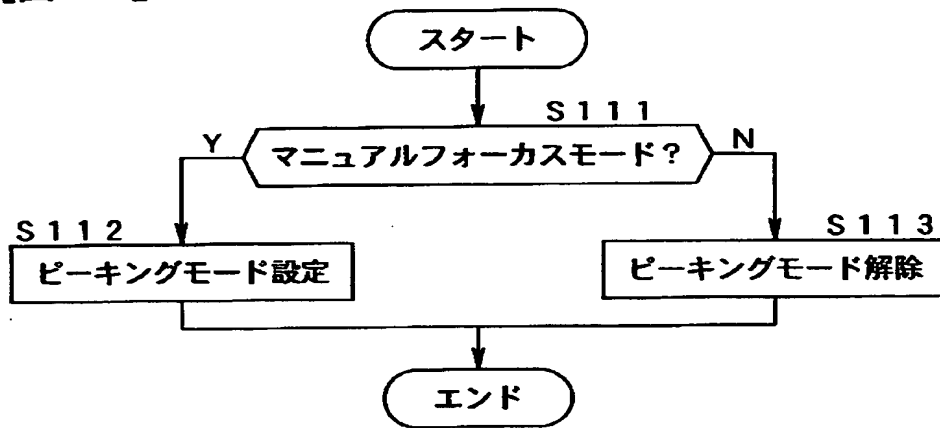 スタート
S111
マニュアルフォーカスモード?
Y
N
S112
ピーキングモード設定
S113
ピーキングモード解除
エンド